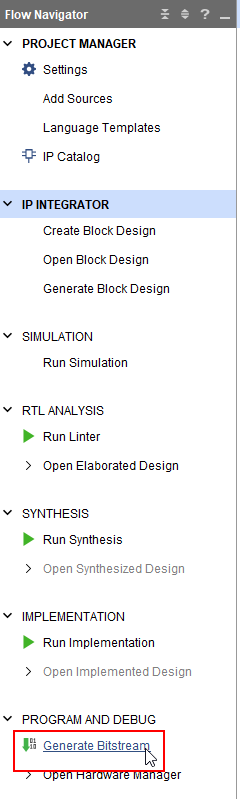 Flow Navigator
?
PROJECT MANAGER
Settings
Add Sources
Language Templates
IP Catalog
IP INTEGRATOR
Create Block Design
Open Block Design
Generate Block Design
SIMULATION
Run Simulation
RTL ANALYSIS
Run Linter
Open Elaborated Design
SYNTHESIS
Run Synthesis
Open Synthesized Design
IMPLEMENTATION
Run Implementation
Open Implemented Design
PROGRAM AND DEBUG
Generate Bitstream
Open Hardware Manager